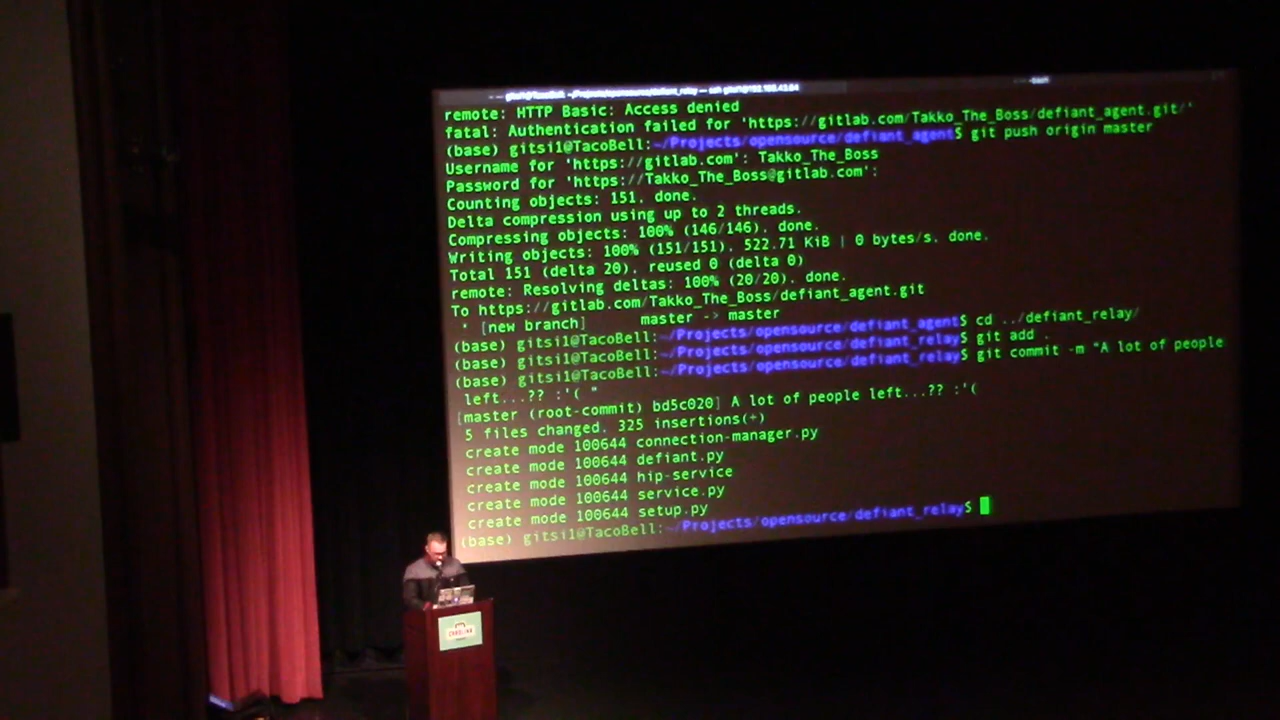 remote: HTTP Basic: Access denied
fatal: Authentication failed for 'https://gitlab.com/Takko_The_Boss/defiant_agent.git/'
(base) gitsi1@TacoBell:~/Projects/opensource/defiant_agent$ git push origin master
Username for 'https://gitlab.com': Takko_The_Boss
Password for 'https://Takko_The_Boss@gitlab.com':
Counting objects: 151, done.
Delta compression using up to 2 threads.
Compressing objects: 100% (146/146), done.
Writing objects: 100% (151/151), 522.71 KiB | 0 bytes/s, done.
Total 151 (delta 20), reused 0 (delta 0)
remote: Resolving deltas: 100% (20/20), done.
To https://gitlab.com/Takko_The_Boss/defiant_agent.git
* [new branch] master -> master
(base) gitsi1@TacoBell:~/Projects/opensource/defiant_agent$ cd ../defiant_relay/
(base) gitsi1@TacoBell:~/Projects/opensource/defiant_relay$ git add .
(base) gitsi1@TacoBell:~/Projects/opensource/defiant_relay$ git commit -m "A lot of people
left...?? :'( "
[master (root-commit) bd5c020] A lot of people left...?? :'(
5 files changed, 325 insertions(+)
create mode 100644 connection-manager.py
create mode 100644 defiant.py
create mode 100644 hip-service
create mode 100644 service.py
create mode 100644 setup.py
(base) gitsi1@TacoBell:~/Projects/opensource/defiant_relay$
CAROLINA